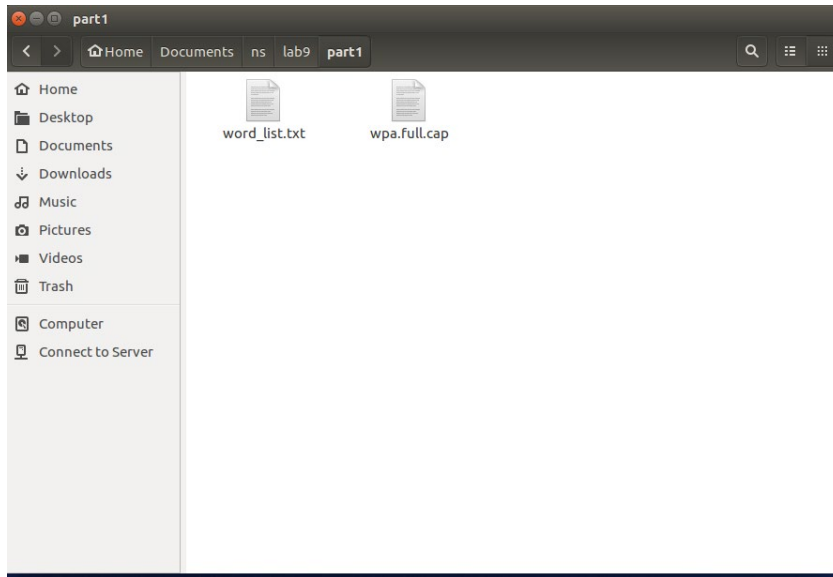 part1
Home Documents ns lab9 part1
Home
Desktop
Documents
Downloads
Music
Pictures
Videos
Trash
Computer
Connect to Server
word_list.txt wpa.full.cap